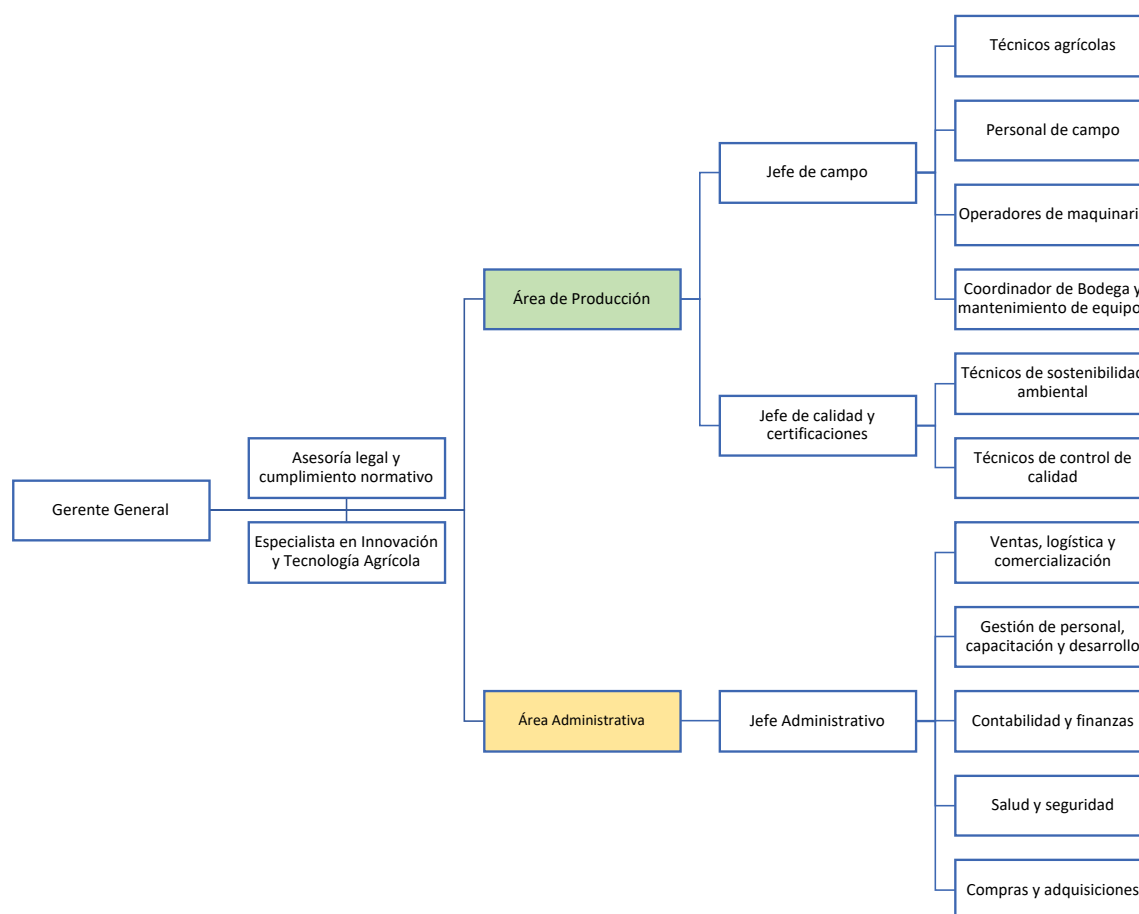 Técnicos agrícolas
Personal de campo
Jefe de campo
Operadores de maquinari
Área de Producción
Coordinador de Bodega y
mantenimiento de equipo
Técnicos de sostenibilidad
ambiental
Jefe de calidad y
certificaciones
Asesoría legal y
cumplimiento normativo
Técnicos de control de
calidad
Gerente General
Especialista en Innovación
y Tecnología Agrícola
Ventas, logística y
comercialización
Gestión de personal,
capacitación y desarrollo
Área Administrativa
Jefe Administrativo
Contabilidad y finanzas
Salud y seguridad
Compras y adquisiciones